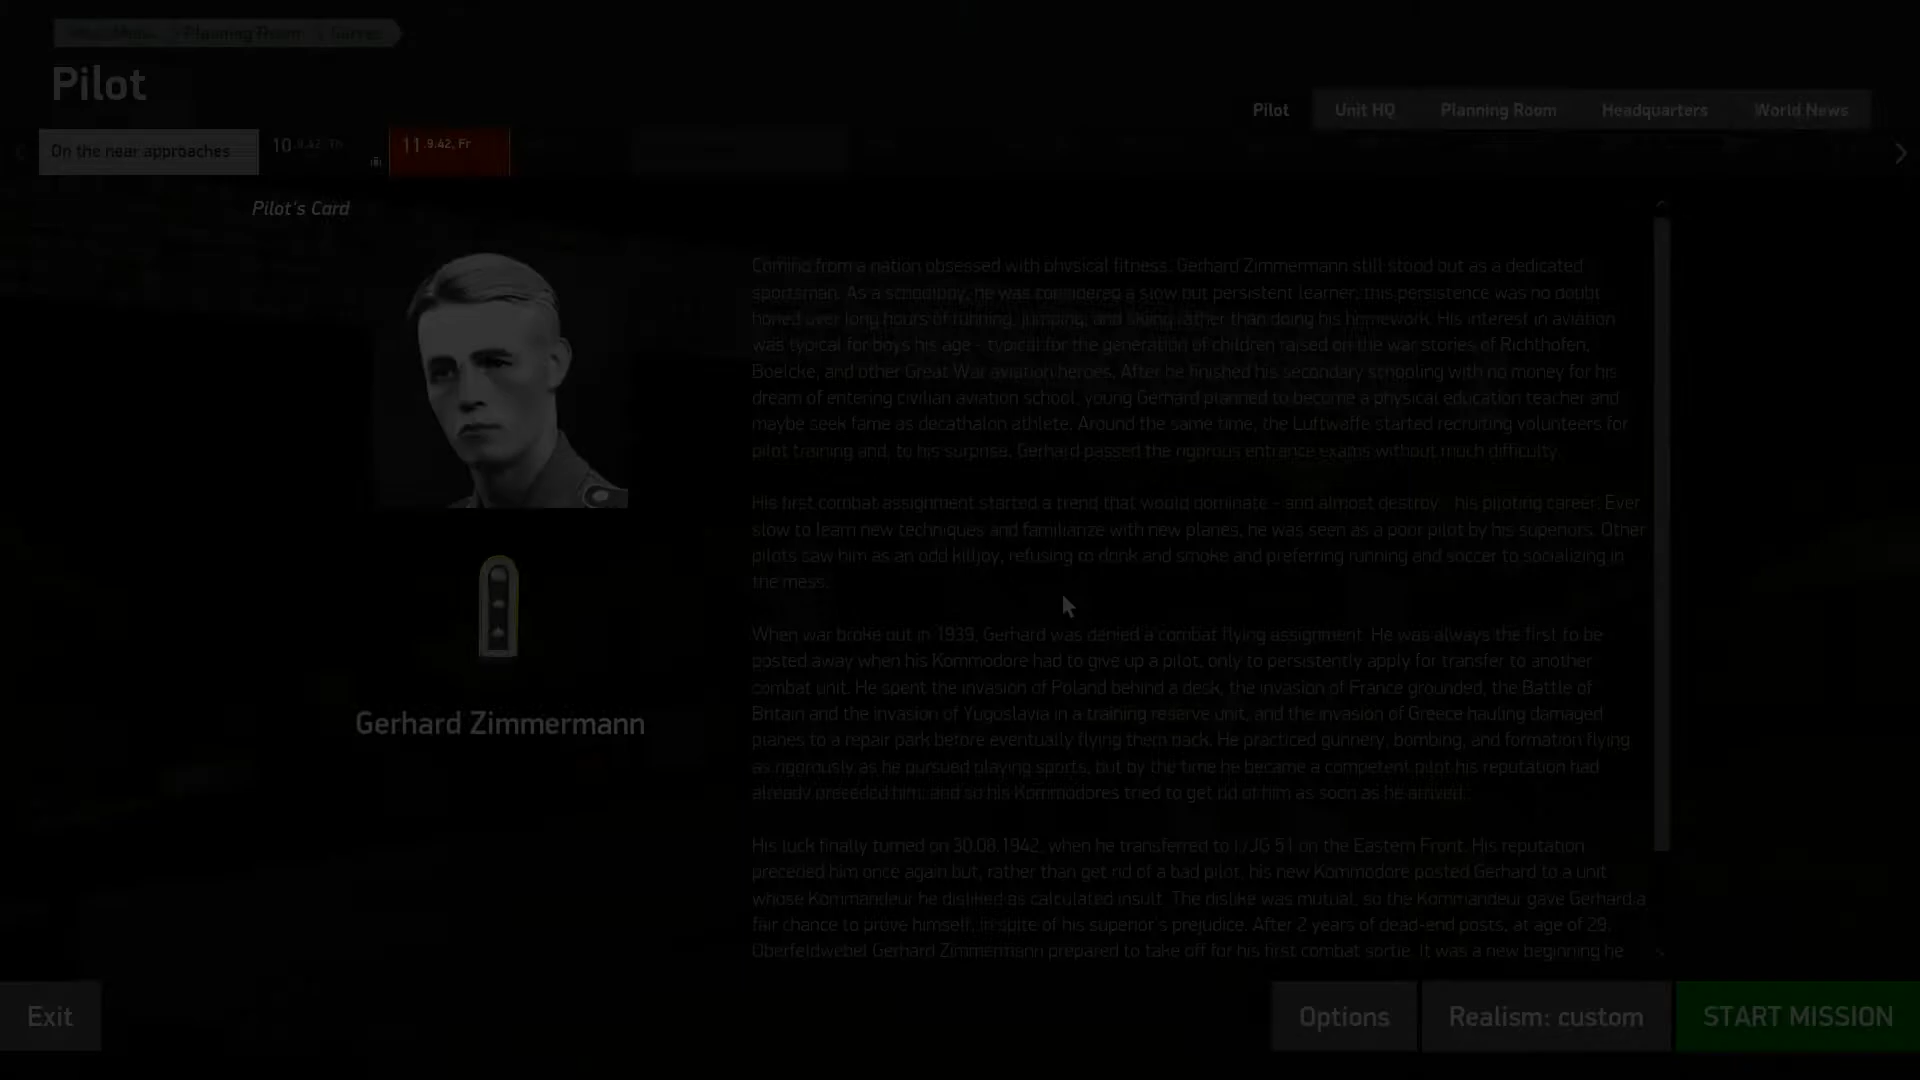 Planning Room
Career
Pilot
Pilot
Unit HQ
Planning Room
Headquarters
World News
On the near approaches
10.9.42, Th
11.9.42, Fr
Pilot's Card
Coming from a nation obsessed with physical fitness, Gerhard Zimmermann still stood out as a dedicated
sportsman. As a schoolboy, he was considered a slow but persistent learner; this persistence was no doubt
honed over long hours of running, jumping, and skiing rather than doing his homework. His interest in aviation
was typical for boys his age - typical for the generation of children raised on the war stories of Richthofen,
Boelcke, and other Great War aviation heroes. After he finished his secondary schooling with no money for his
dream of entering civilian aviation school, young Gerhard planned to become a physical education teacher and
maybe seek fame as decathalon athlete. Around the same time, the Luftwaffe started recruiting volunteers for
pilot training and, to his surprise, Gerhard passed the rigorous entrance exams without much difficulty.
His first combat assignment started a trend that would dominate - and almost destroy - his piloting career. Ever
slow to learn new techniques and familiarize with new planes, he was seen as a poor pilot by his superiors. Other
pilots saw him as an odd killjoy, refusing to drink and smoke and preferring running and soccer to socializing in
the mess.
When war broke out in 1939, Gerhard was denied a combat flying assignment. He was always the first to be
posted away when his Kommodore had to give up a pilot, only to persistently apply for transfer to another
combat unit. He spent the invasion of Poland behind a desk, the invasion of France grounded, the Battle of
Britain and the invasion of Yugoslavia in a training reserve unit, and the invasion of Greece hauling damaged
planes to a repair park before eventually flying them back. He practiced gunnery, bombing, and formation flying
as rigorously as he pursued playing sports, but by the time he became a competent pilot his reputation had
already preceded him, and so his Kommodores tried to get rid of him as soon as he arrived.
His luck finally turned on 30.08.1942, when he transferred to I./JG 51 on the Eastern Front. His reputation
preceded him once again but, rather than get rid of a bad pilot, his new Kommodore posted Gerhard to a unit
whose Kommandeur he disliked as calculated insult. The dislike was mutual, so the Kommandeur gave Gerhard a
fair chance to prove himself, in spite of his superior's prejudice. After 2 years of dead-end posts, at age of 29,
Oberfeldwebel Gerhard Zimmermann prepared to take off for his first combat sortie. It was a new beginning he
Gerhard Zimmermann
Exit
Options
Realism: custom
START MISSION